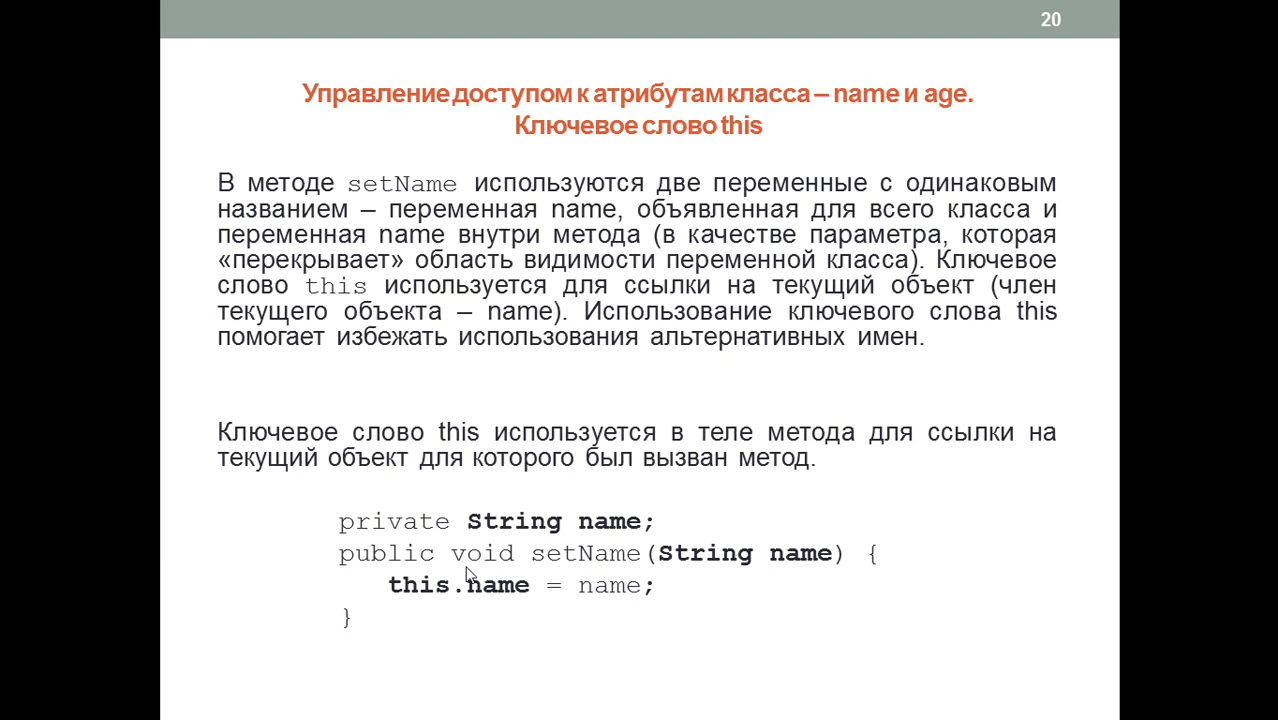 20
Управление доступом к атрибутам класса – name и age.
Ключевое слово this
В методе setName используются две переменные с одинаковым
названием – переменная name, объявленная для всего класса и
переменная name внутри метода (в качестве параметра, которая
«перекрывает» область видимости переменной класса). Ключевое
слово this используется для ссылки на текущий объект (член
текущего объекта – name). Использование ключевого слова this
помогает избежать использования альтернативных имен.
Ключевое слово this используется в теле метода для ссылки на
текущий объект для которого был вызван метод.
private String name;
public void setName(String name) {
this.name = name;
}